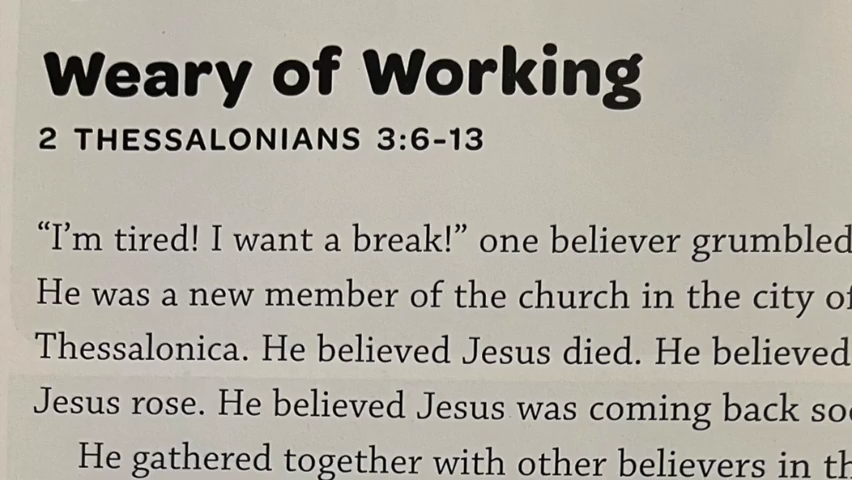 Weary of Working
2 THESSALONIANS 3:6-13
“I’m tired! I want a break!” one believer grumbled
He was a new member of the church in the city of
Thessalonica. He believed Jesus died. He believed
Jesus rose. He believed Jesus was coming back
He gathered together with other believers in